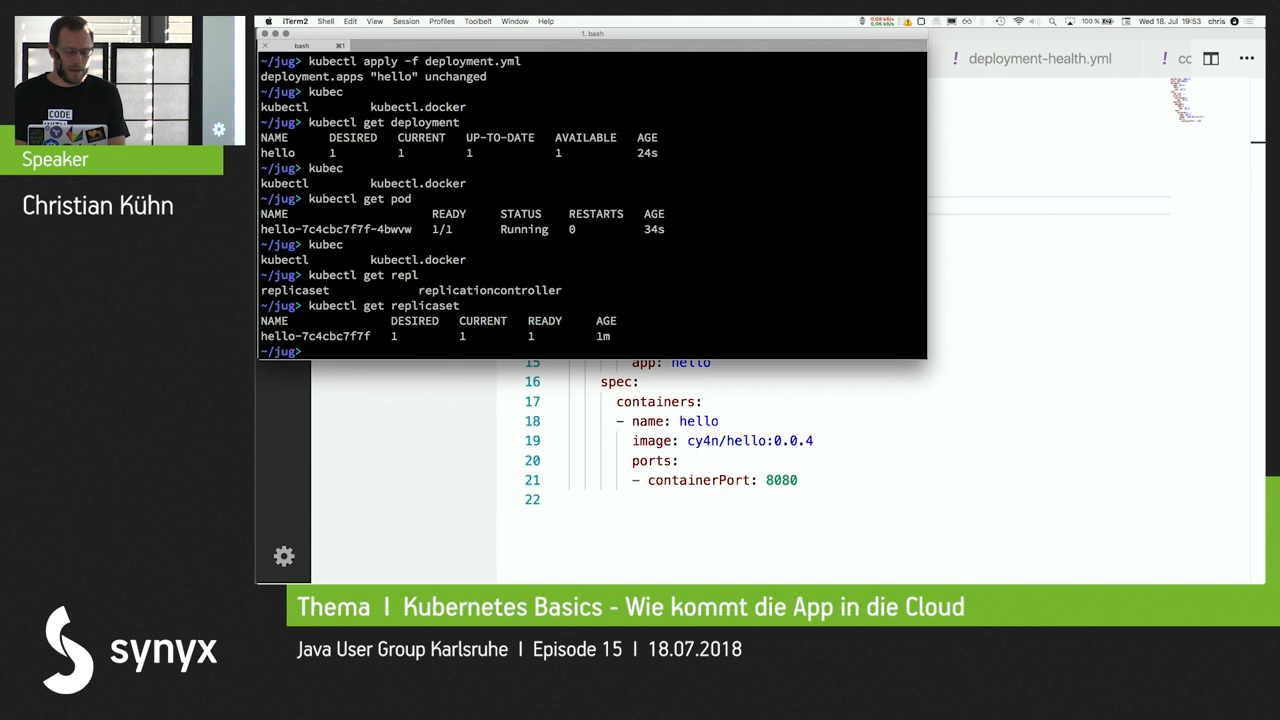 iTerm2 Shell Edit View Session Profiles Toolbelt Window Help
100 % Wed 18. Jul 19:53 chris
1. bash
bash ⌘1
~/jug> kubectl apply -f deployment.yml
deployment.apps "hello" unchanged
~/jug> kubec
kubectl kubectl.docker
~/jug> kubectl get deployment
NAME DESIRED CURRENT UP-TO-DATE AVAILABLE AGE
hello 1 1 1 1 24s
~/jug> kubec
kubectl kubectl.docker
~/jug> kubectl get pod
NAME READY STATUS RESTARTS AGE
hello-7c4cbc7f7f-4bwvw 1/1 Running 0 34s
~/jug> kubec
kubectl kubectl.docker
~/jug> kubectl get repl
replicaset replicationcontroller
~/jug> kubectl get replicaset
NAME DESIRED CURRENT READY AGE
hello-7c4cbc7f7f 1 1 1 1m
~/jug>
! deployment-health.yml ! cc
15 app: hello
16 spec:
17 containers:
18 - name: hello
19 image: cy4n/hello:0.0.4
20 ports:
21 - containerPort: 8080
22
CODE
Speaker
Christian Kühn
Thema | Kubernetes Basics - Wie kommt die App in die Cloud
Java User Group Karlsruhe | Episode 15 | 18.07.2018
synyx